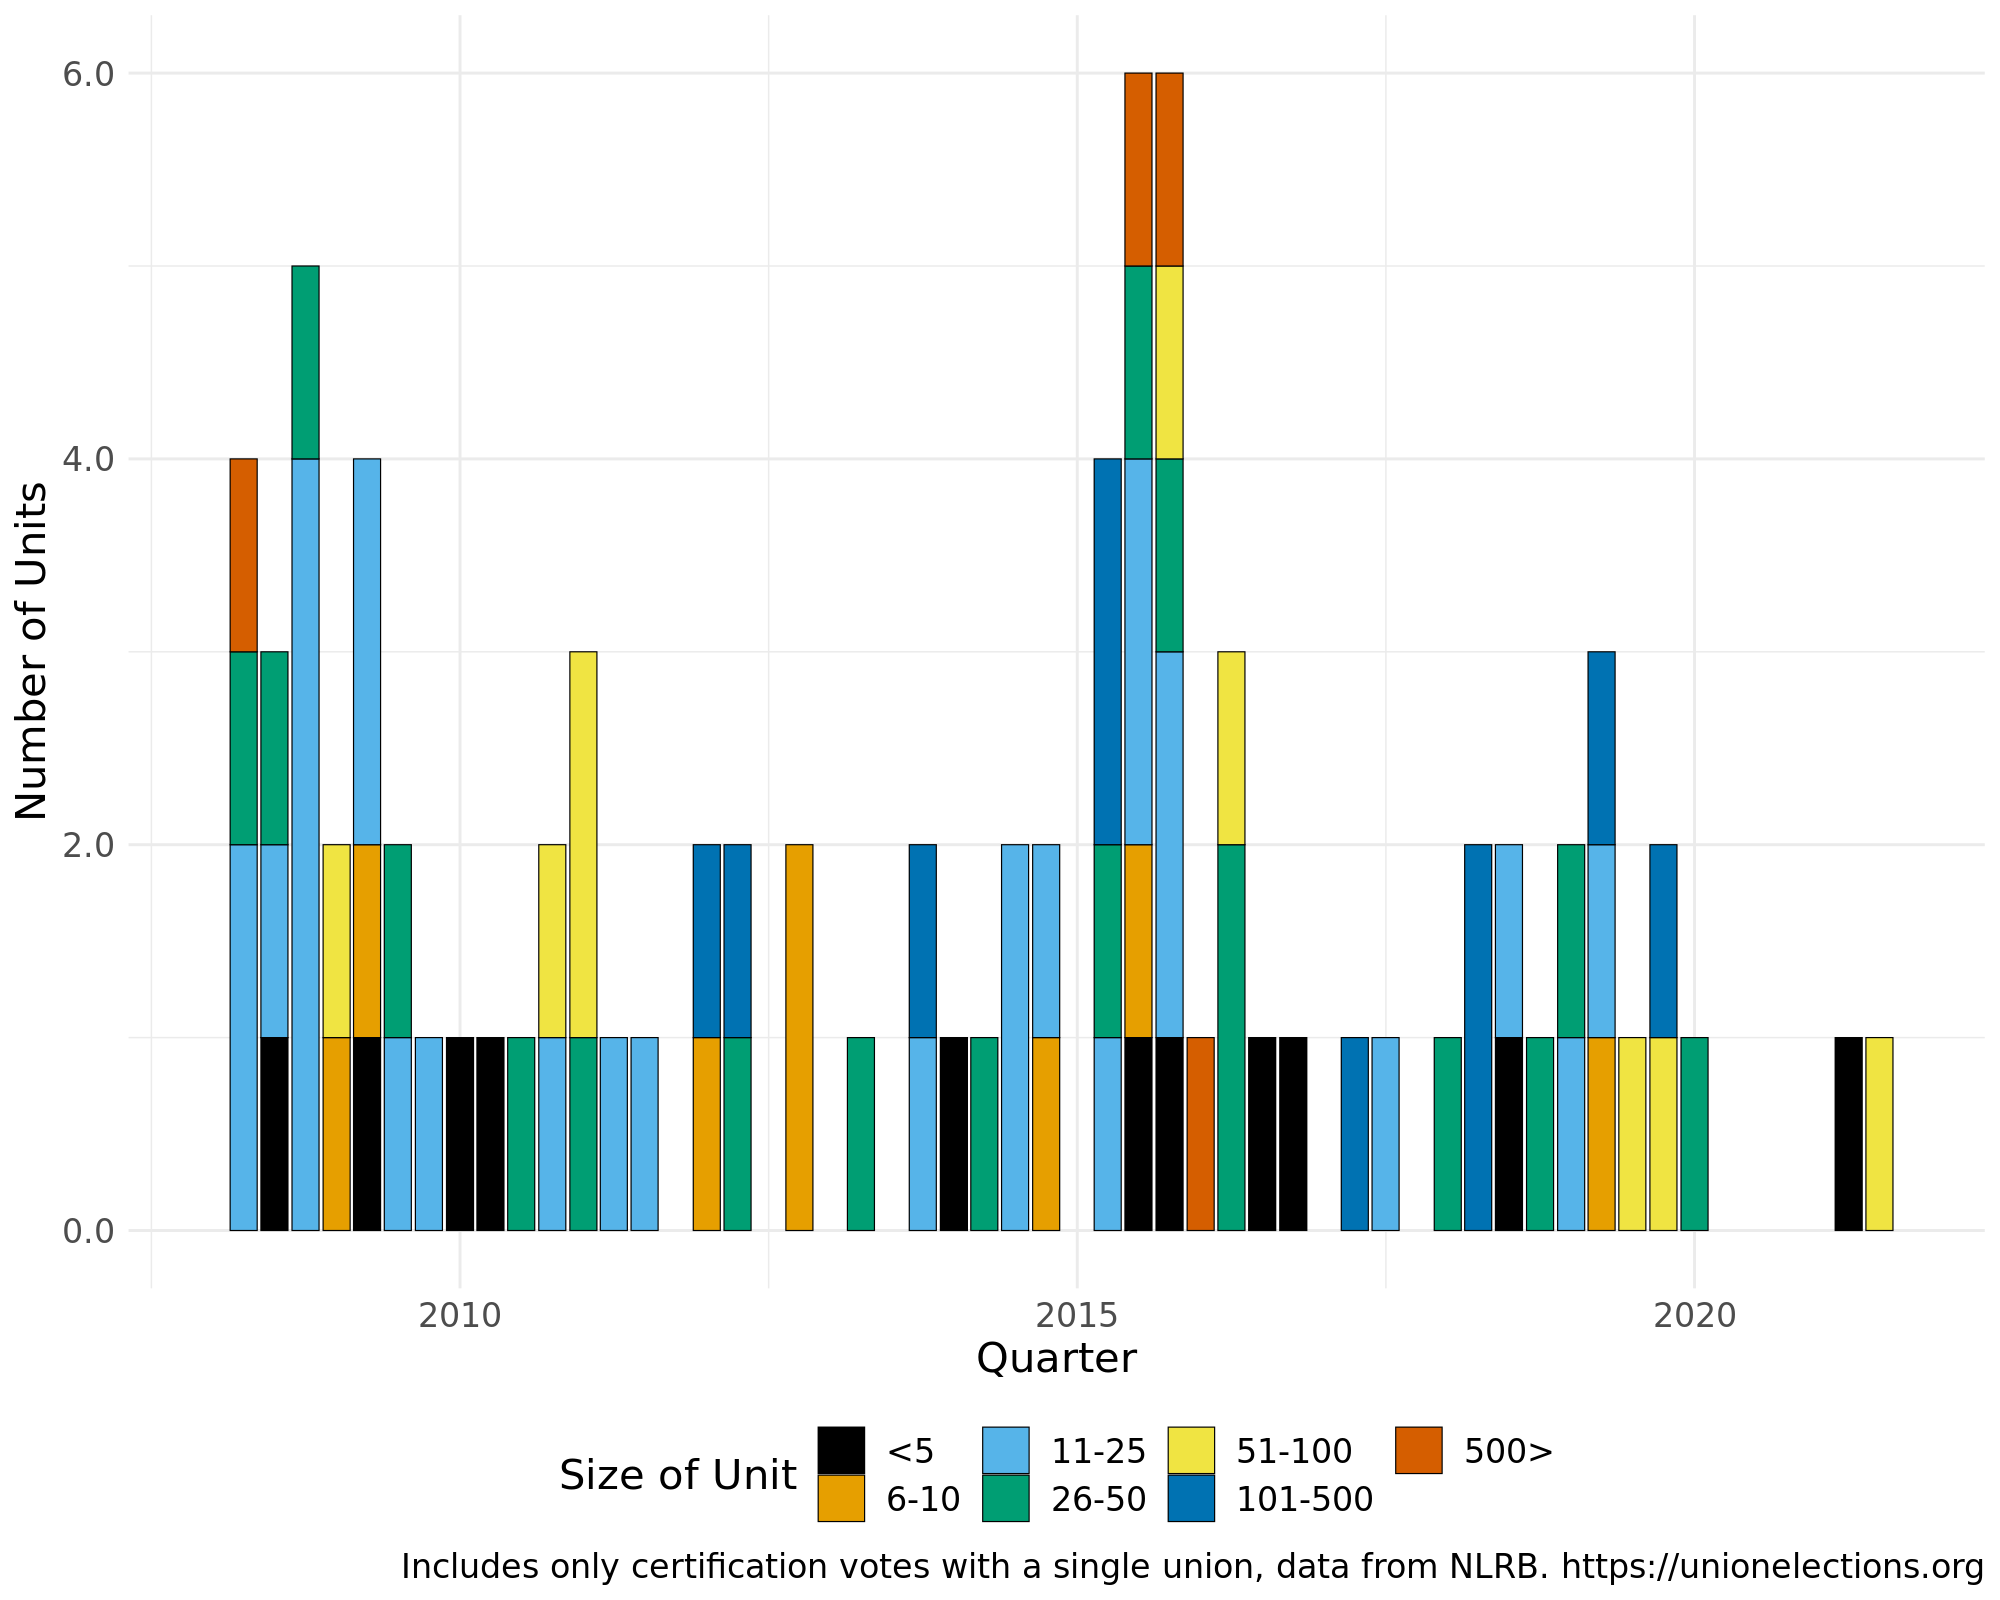 6.0
4.0
2.0
0.0
Number of Units
2010 2015 2020
Quarter
Size of Unit
<5 11-25 51-100 500>
6-10 26-50 101-500
Includes only certification votes with a single union, data from NLRB. https://unionelections.org